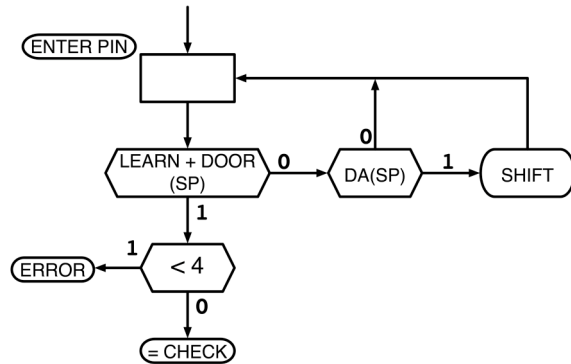 ENTER PIN
LEARN + DOOR
(SP)
0
DA(SP)
0
1
SHIFT
1
< 4
1
ERROR
0
= CHECK